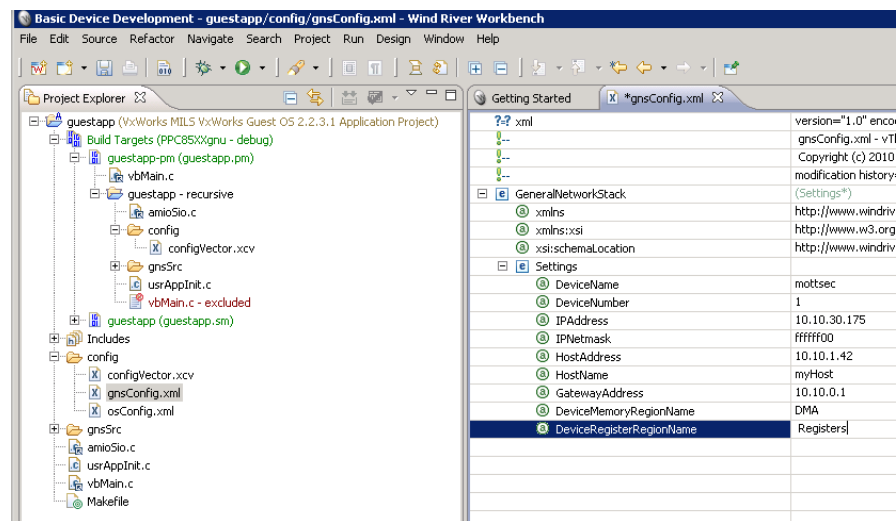 Basic Device Development - guestapp/config/gnsConfig.xml - Wind River Workbench
File Edit Source Refactor Navigate Search Project Run Design Window Help
Project Explorer
guestapp (VxWorks MILS VxWorks Guest OS 2.2.3.1 Application Project)
Build Targets (PPC85XXgnu - debug)
guestapp-pm (guestapp.pm)
vbMain.c
guestapp - recursive
amioSio.c
config
configVector.xcv
gnsSrc
usrAppInit.c
vbMain.c - excluded
guestapp (guestapp.sm)
Includes
config
configVector.xcv
gnsConfig.xml
osConfig.xml
gnsSrc
amioSio.c
usrAppInit.c
vbMain.c
Makefile
Getting Started *gnsConfig.xml
?=? xml version="1.0" enco
!-- gnsConfig.xml - vT
!-- Copyright (c) 2010
!-- modification history=
GeneralNetworkStack (Settings*)
xmlns http://www.windriv
xmlns:xsi http://www.w3.org
xsi:schemaLocation http://www.windriv
Settings
DeviceName mottsec
DeviceNumber 1
IPAddress 10.10.30.175
IPNetmask ffffff00
HostAddress 10.10.1.42
HostName myHost
GatewayAddress 10.10.0.1
DeviceMemoryRegionName DMA
DeviceRegisterRegionName Registers